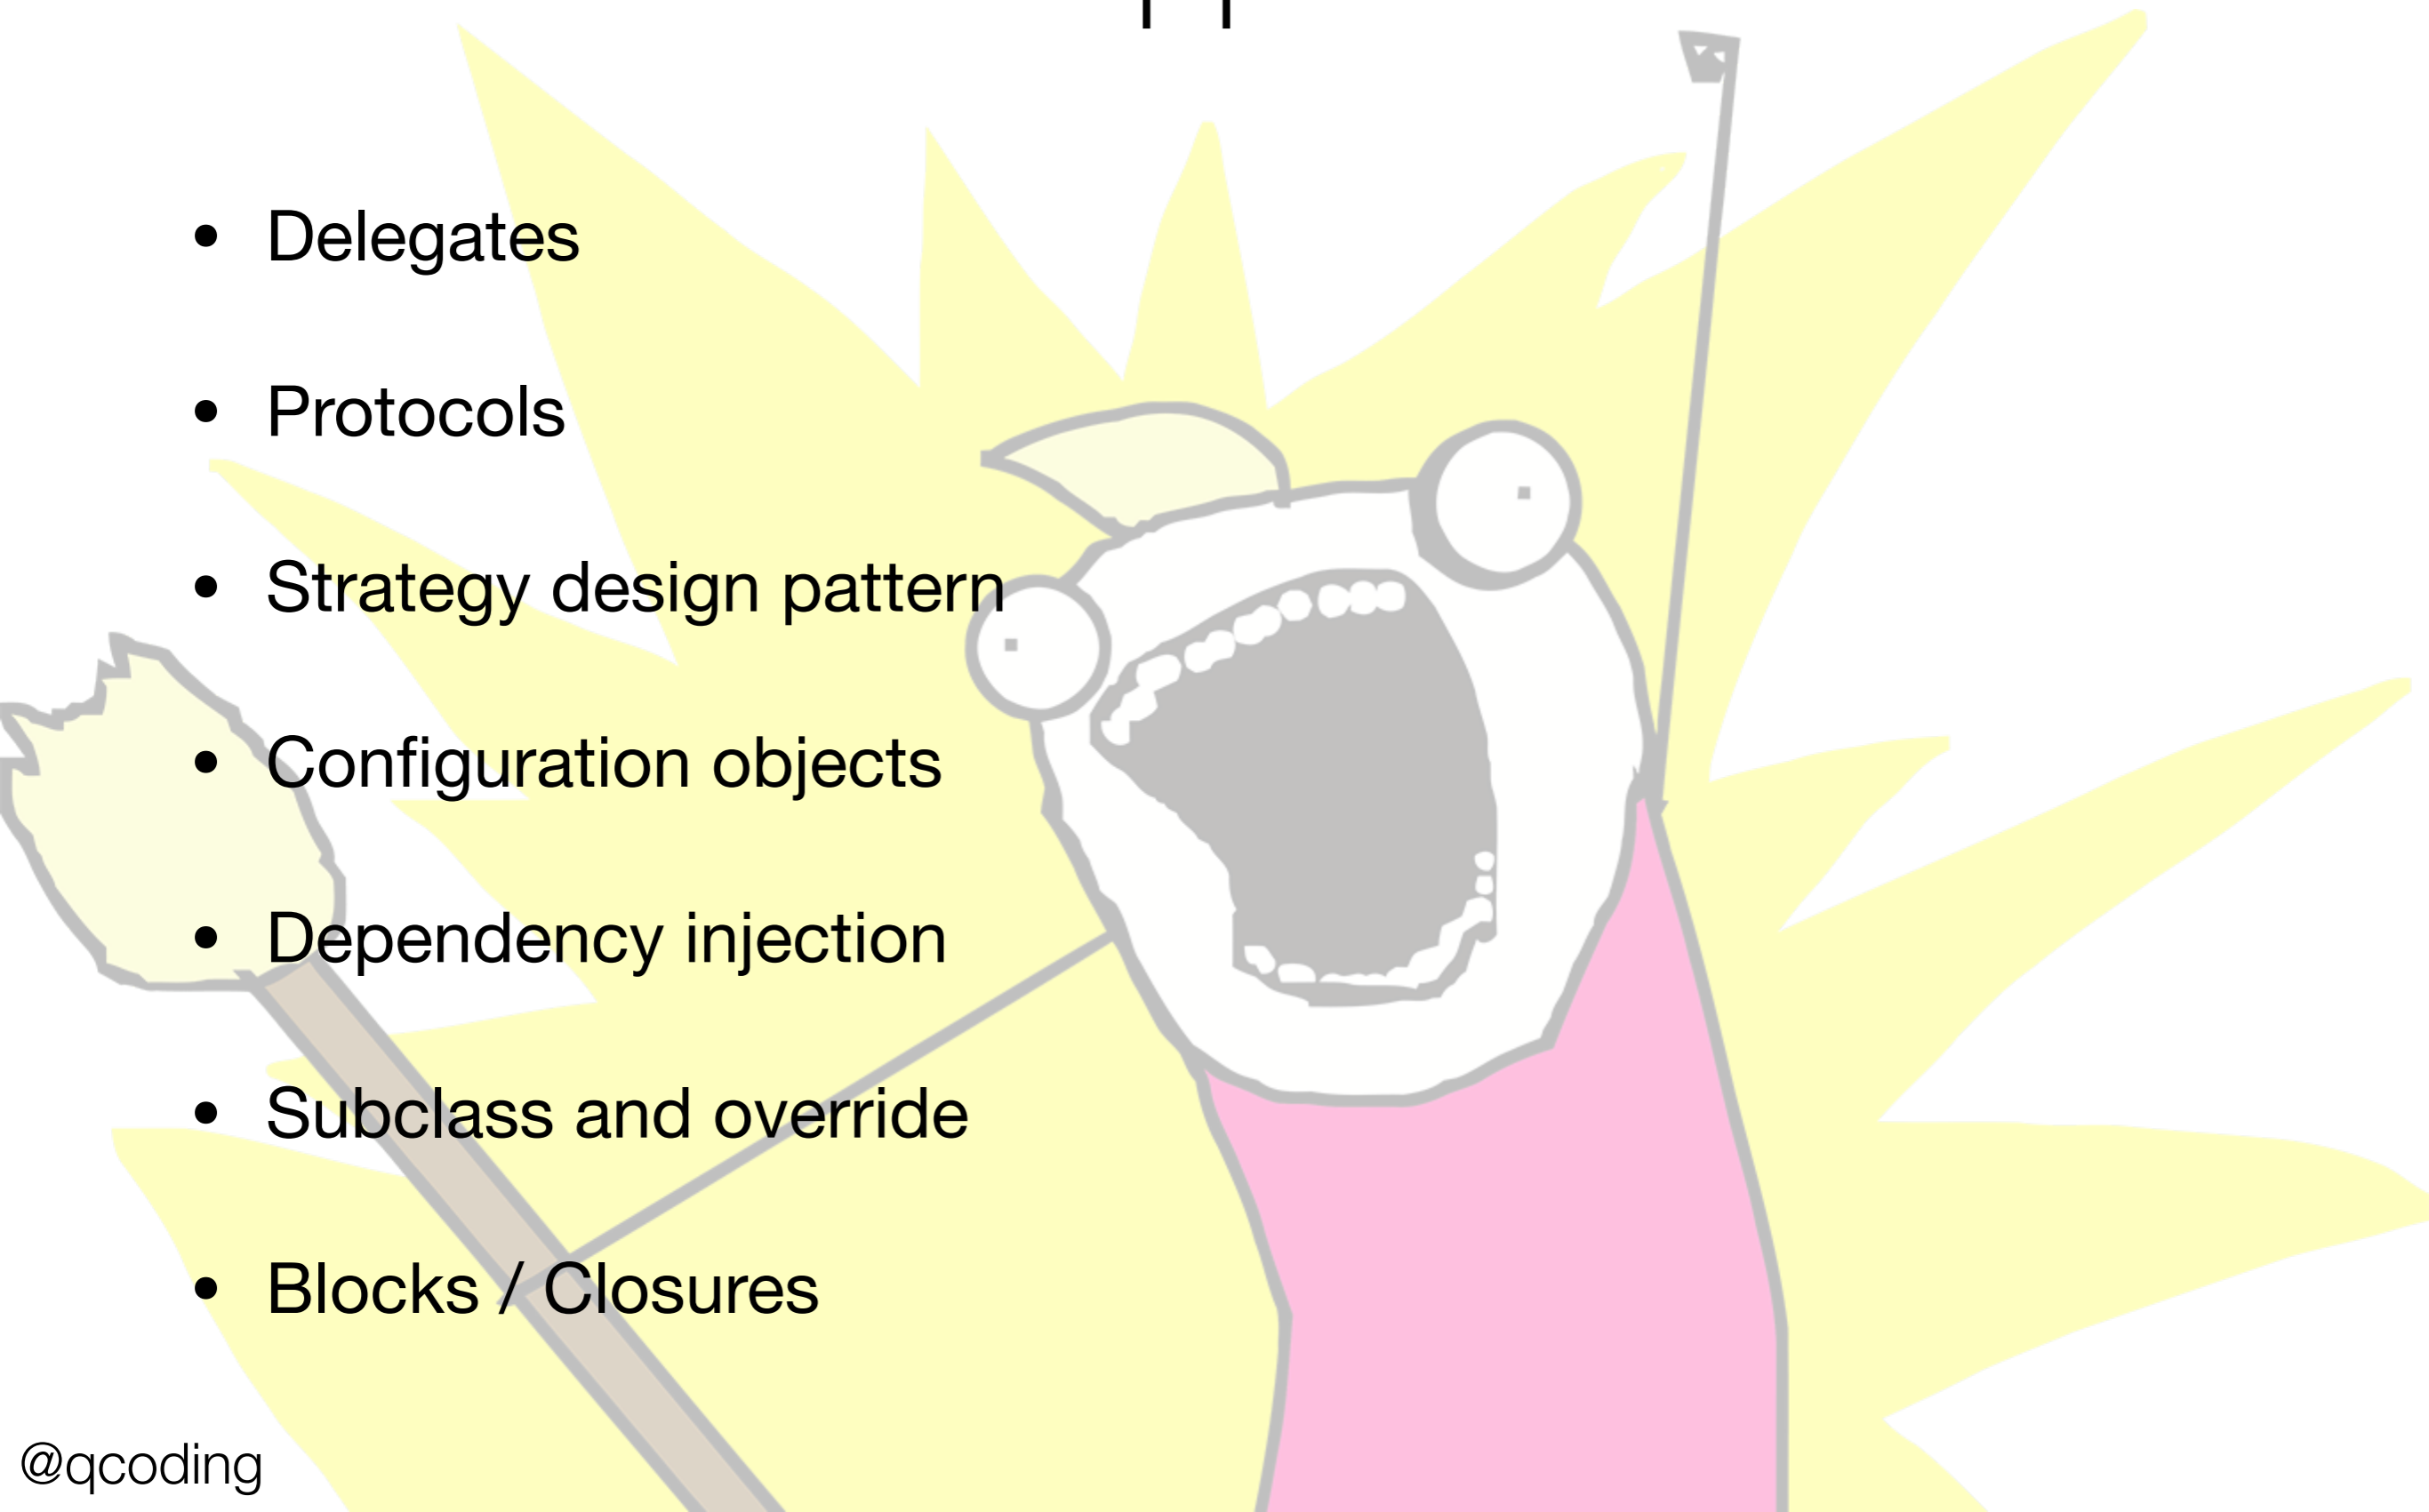 • Delegates
• Protocols
• Strategy design pattern
• Configuration objects
• Dependency injection
• Subclass and override
• Blocks / Closures
@qcoding